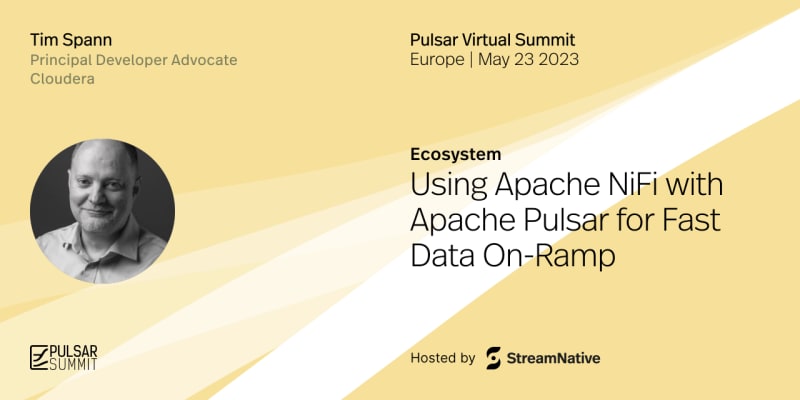 Tim Spann
Principal Developer Advocate
Cloudera
Pulsar Virtual Summit
Europe | May 23 2023
Ecosystem
Using Apache NiFi with
Apache Pulsar for Fast
Data On-Ramp
PULSAR
SUMMIT
Hosted by StreamNative